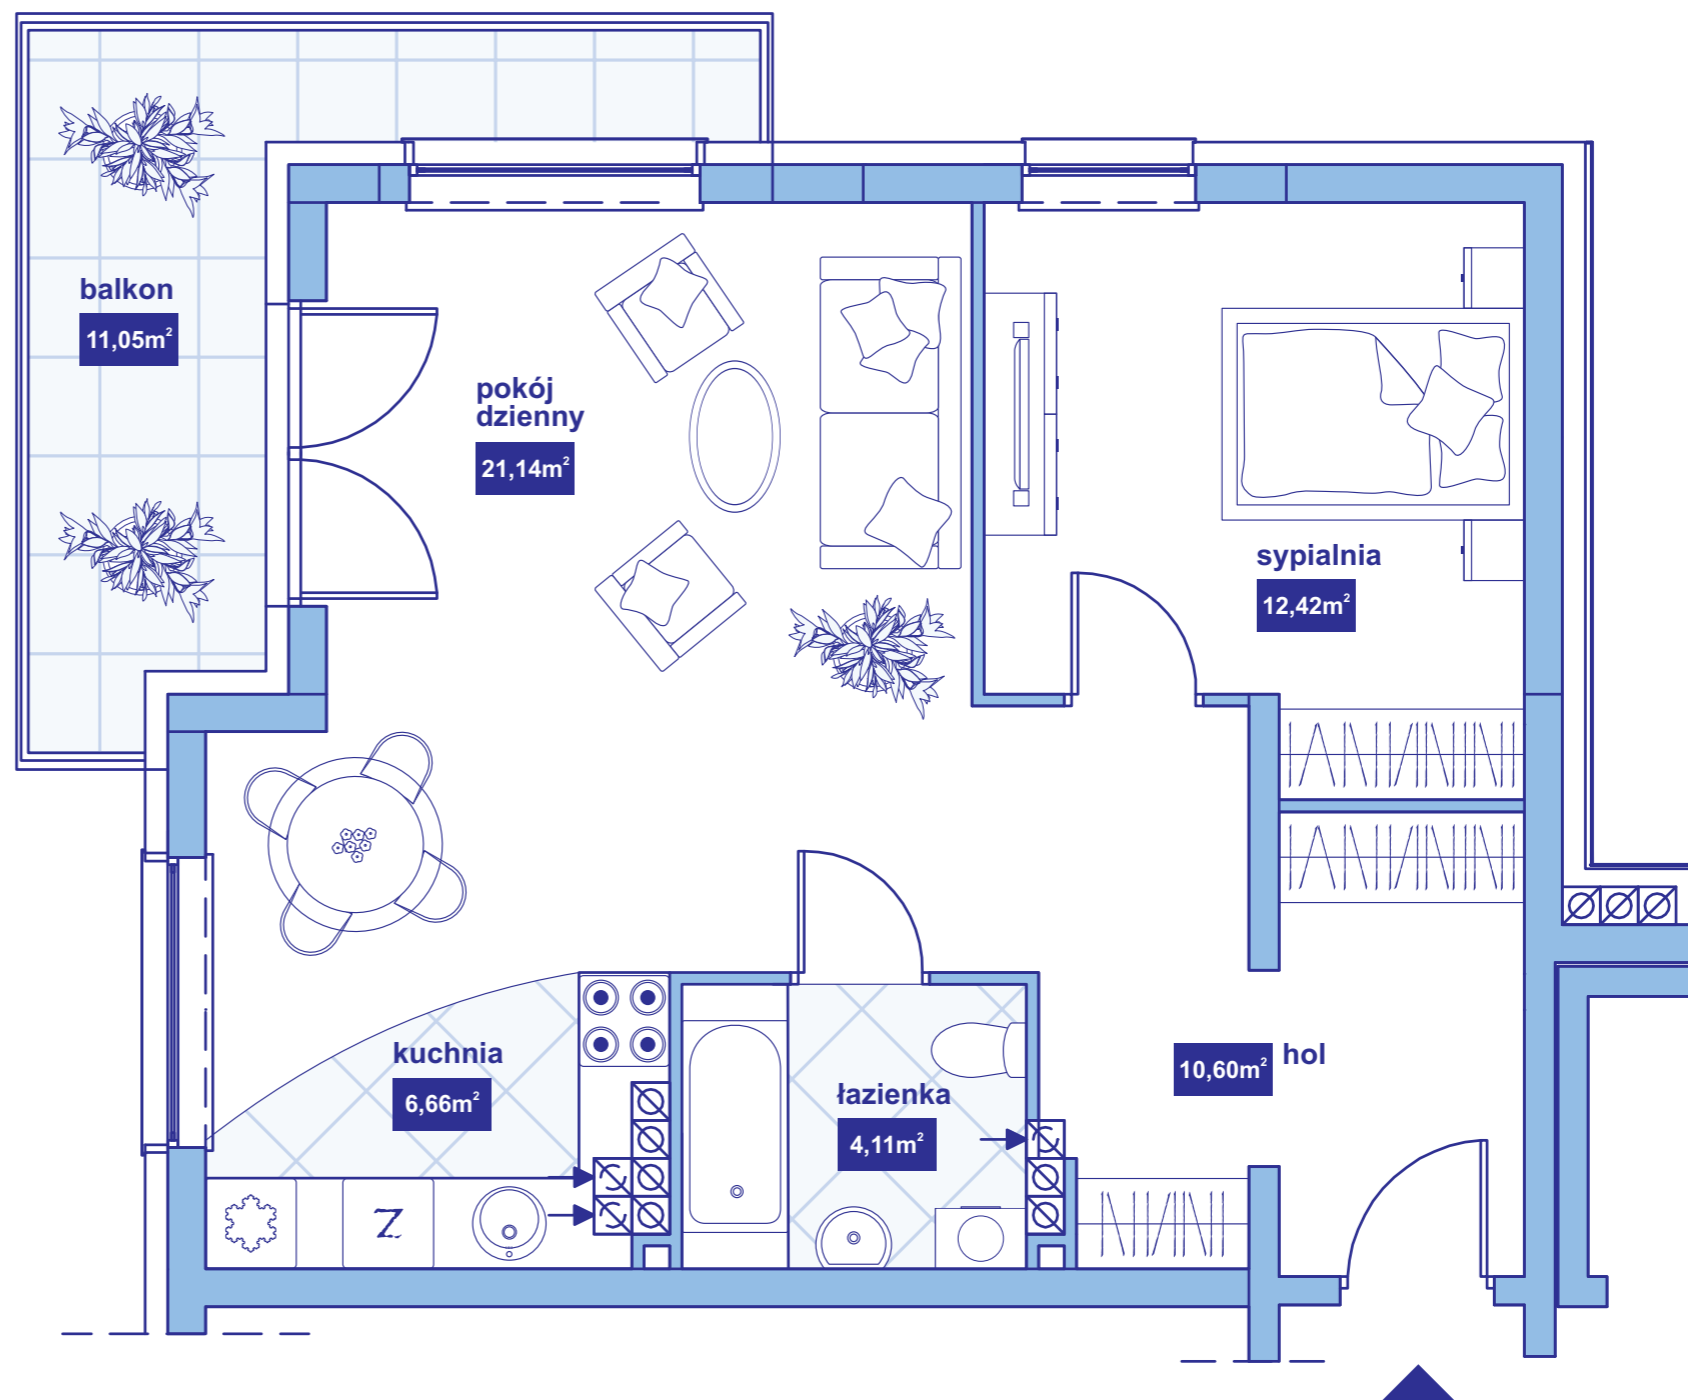 balkon
11,05m²
pokój
dzienny
21,14m²
sypialnia
12,42m²
kuchnia
6,66m²
łazienka
4,11m²
10,60m² hol
Z